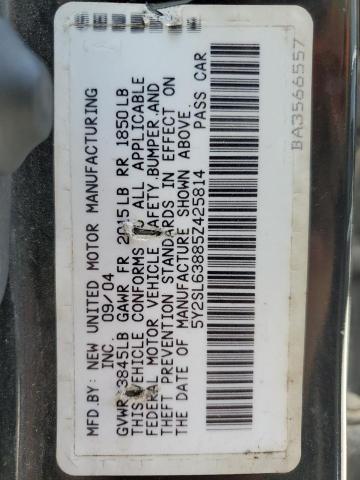 MFD BY: NEW UNITED MOTOR MANUFACTURING
INC. 09/04
GVWR 3845LB GAWR FR 2045LB RR 1850LB
THIS VEHICLE CONFORMS TO ALL APPLICABLE
FEDERAL MOTOR VEHICLE SAFETY, BUMPER, AND
THEFT PREVENTION STANDARDS IN EFFECT ON
THE DATE OF MANUFACTURE SHOWN ABOVE.
5Y2SL63885Z425814 PASS CAR
BA3566557